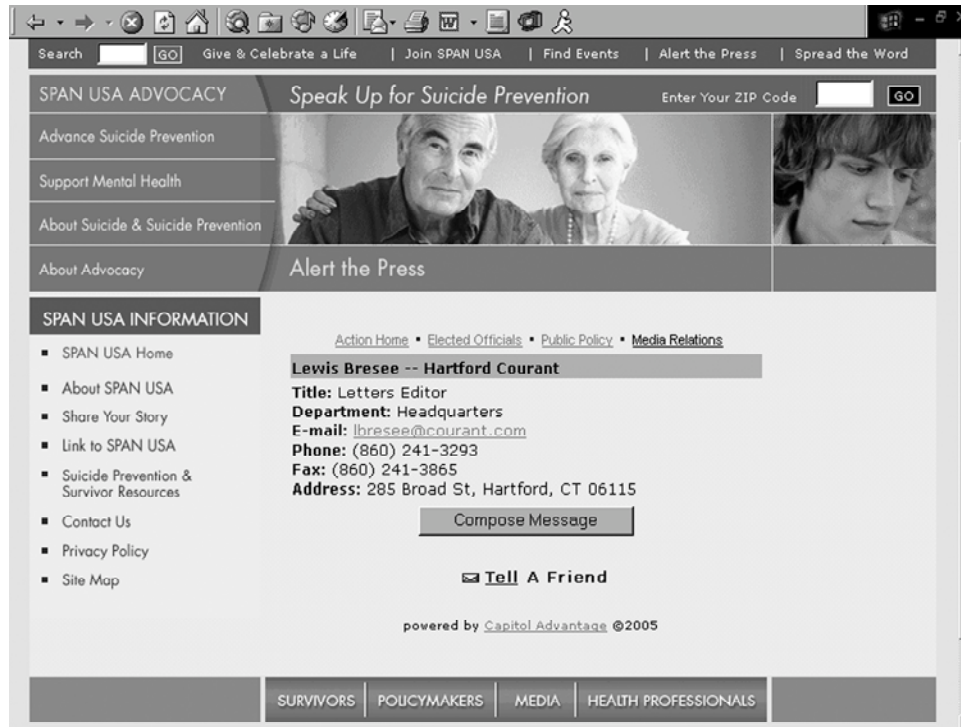 Search GO Give & Celebrate a Life | Join SPAN USA | Find Events | Alert the Press | Spread the Word
SPAN USA ADVOCACY
Speak Up for Suicide Prevention
Enter Your ZIP Code GO
Advance Suicide Prevention
Support Mental Health
About Suicide & Suicide Prevention
About Advocacy
Alert the Press
SPAN USA INFORMATION
▪ SPAN USA Home
▪ About SPAN USA
▪ Share Your Story
▪ Link to SPAN USA
▪ Suicide Prevention &
Survivor Resources
▪ Contact Us
▪ Privacy Policy
▪ Site Map
Action Home ▪ Elected Officials ▪ Public Policy ▪ Media Relations
Lewis Bresee -- Hartford Courant
Title: Letters Editor
Department: Headquarters
E-mail: lbresee@courant.com
Phone: (860) 241-3293
Fax: (860) 241-3865
Address: 285 Broad St, Hartford, CT 06115
Compose Message
Tell A Friend
powered by Capitol Advantage ©2005
SURVIVORS POLICYMAKERS MEDIA HEALTH PROFESSIONALS